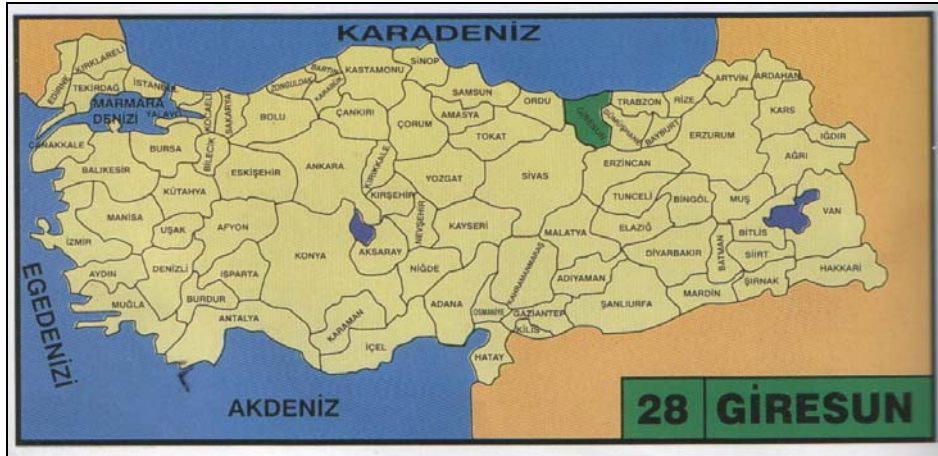 KARADENİZ
KIRKLARELİ
EDİRNE
TEKİRDAĞ
İSTANBUL
MARMARA
DENİZİ
YALOVA
KOCAELİ
SAKARYA
BOLU
ZONGULDAK
BARTIN
KARABÜK
KASTAMONU
SİNOP
SAMSUN
ÇANKIRI
ÇORUM
AMASYA
TOKAT
ORDU
GİRESUN
TRABZON
GÜMÜŞHANE
BAYBURT
RİZE
ARTVİN
ARDAHAN
KARS
IĞDIR
ERZURUM
AĞRI
ERZİNCAN
ÇANAKKALE
BALIKESİR
BURSA
BİLECİK
ESKİŞEHİR
KÜTAHYA
ANKARA
KIRIKKALE
KIRŞEHİR
YOZGAT
SİVAS
TUNCELİ
BİNGÖL
MUŞ
VAN
BİTLİS
MANİSA
UŞAK
AFYON
İZMİR
KONYA
AKSARAY
NEVŞEHİR
KAYSERİ
MALATYA
ELAZIĞ
DİYARBAKIR
BATMAN
SİİRT
ŞIRNAK
HAKKARİ
MARDİN
AYDIN
DENİZLİ
ISPARTA
BURDUR
MUĞLA
ANTALYA
KARAMAN
İÇEL
NİĞDE
ADANA
KAHRAMANMARAŞ
ADIYAMAN
OSMANİYE
GAZİANTEP
KİLİS
ŞANLIURFA
HATAY
EGEDENİZİ
AKDENİZ
28 GİRESUN